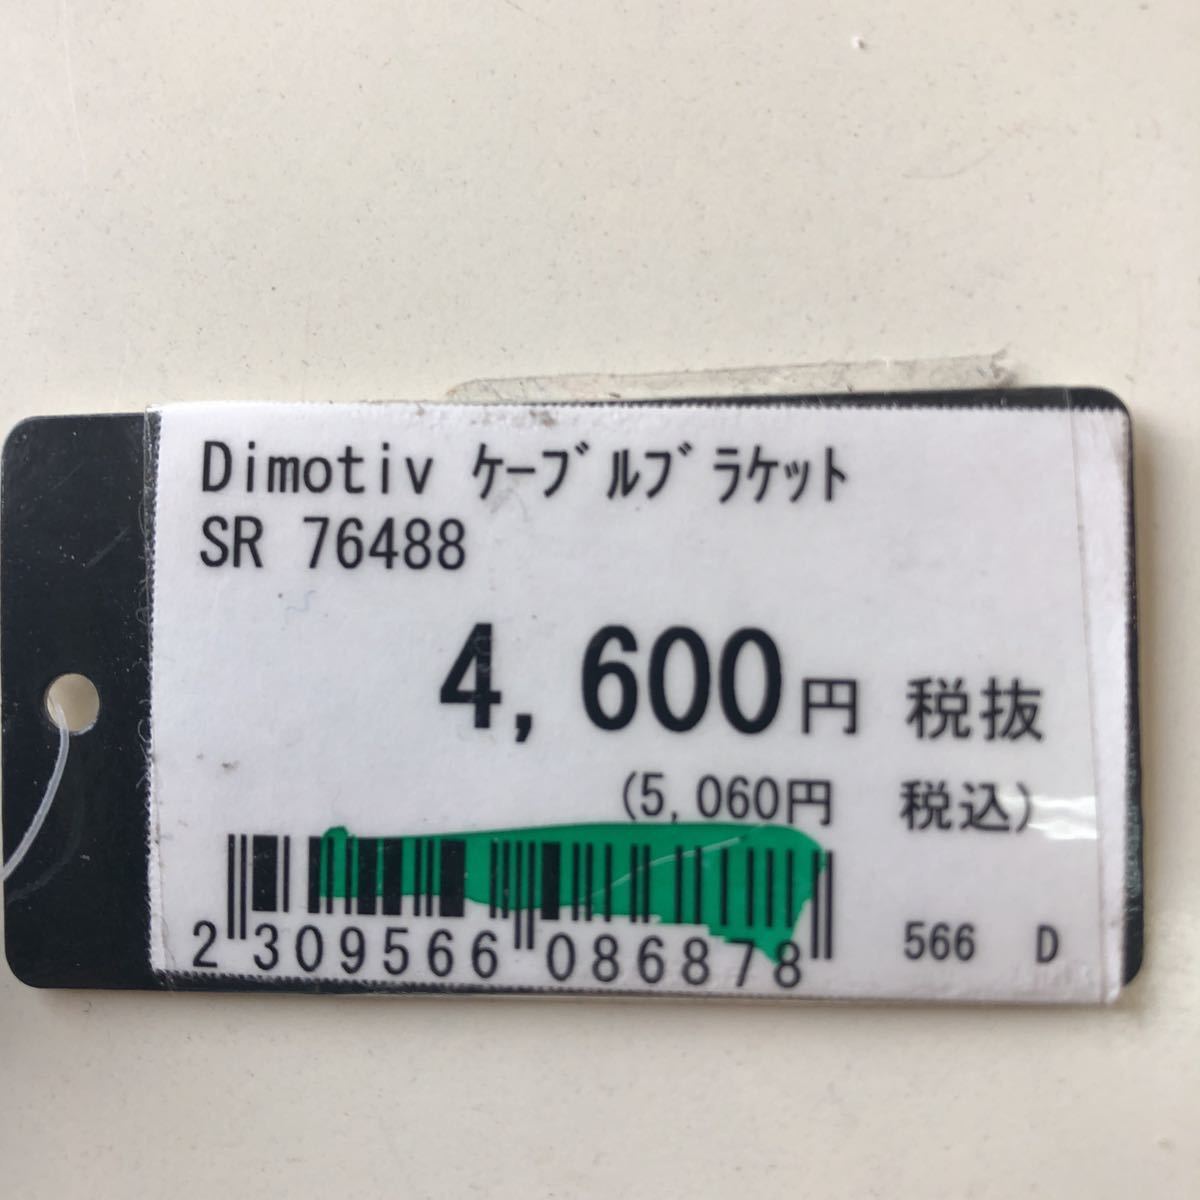 Dimotiv ｹｰﾌﾞﾙﾌﾞﾗｹｯﾄ
SR 76488
4,600円 税抜
(5,060円 税込)
2 309566 086878
566 D